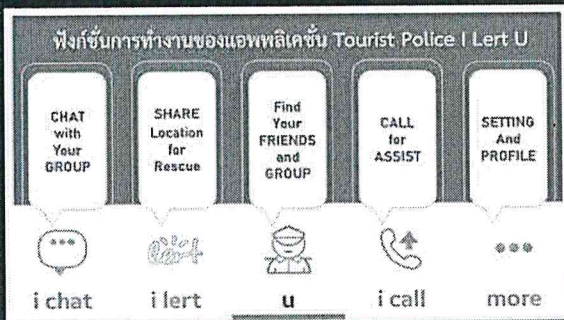 ฟังก์ชั่นการทำงานของแอพพลิเคชั่น Tourist Police I Lert U
CHAT
with
Your
GROUP
SHARE
Location
for
Rescue
Find
Your
FRIENDS
and
GROUP
CALL
for
ASSIST
SETTING
And
PROFILE
i chat
i lert
u
i call
more